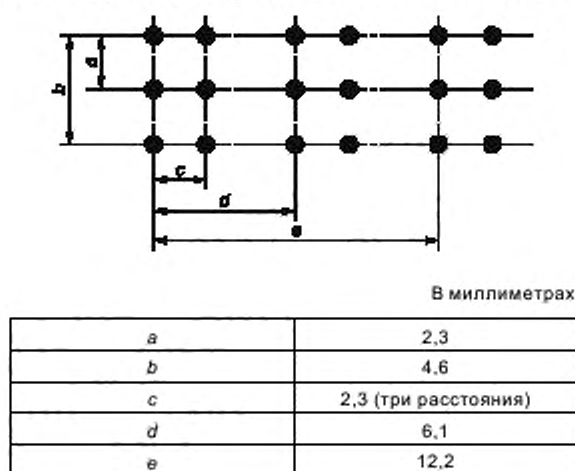 a
b
c
d
e
В миллиметрах
a 2,3
b 4,6
c 2,3 (три расстояния)
d 6,1
e 12,2